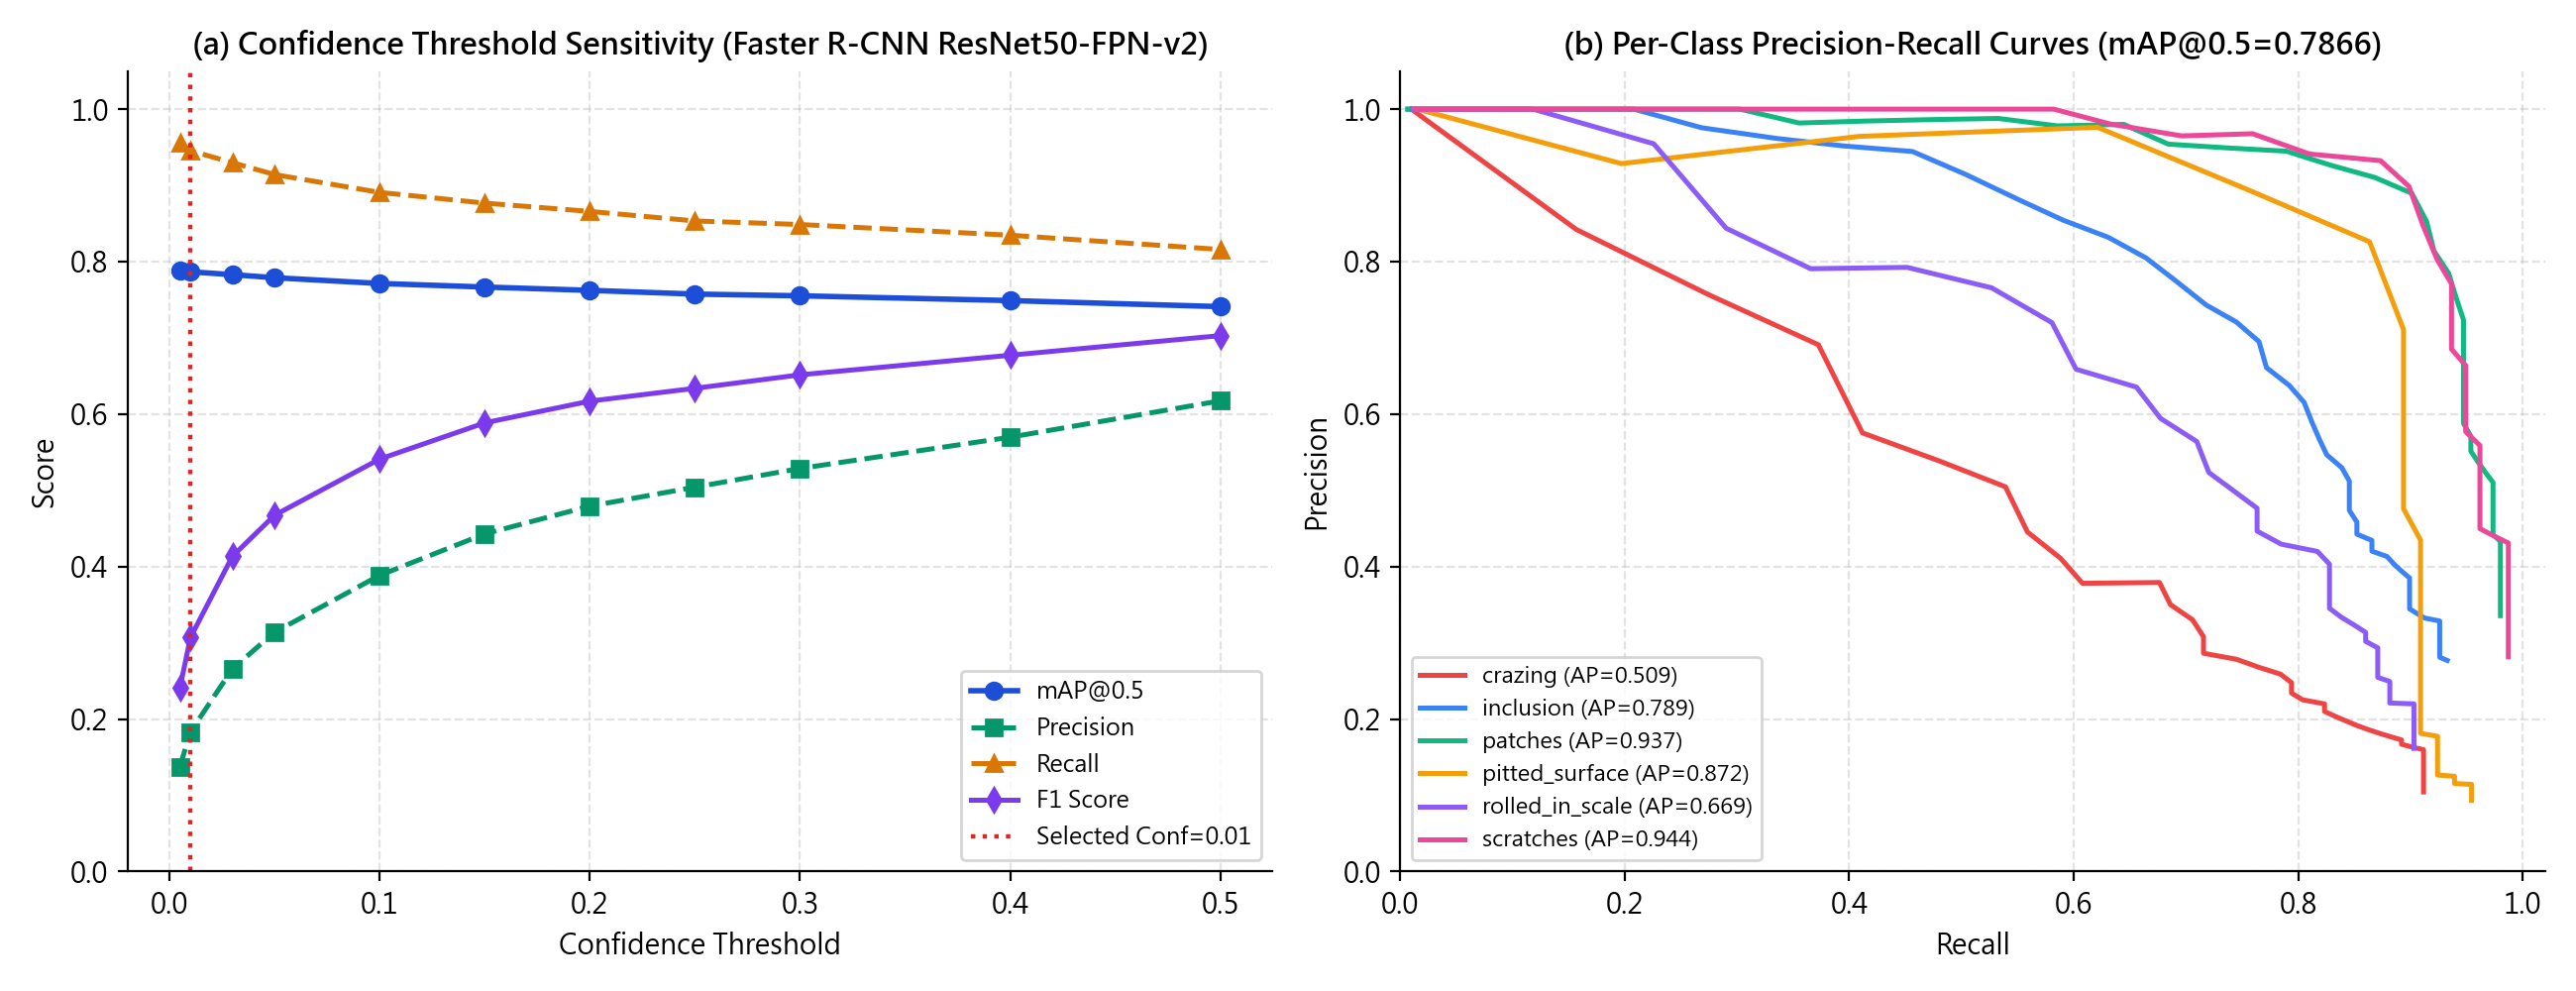 (a) Confidence Threshold Sensitivity (Faster R-CNN ResNet50-FPN-v2)
Score
1.0
0.8
0.6
0.4
0.2
0.0
0.0 0.1 0.2 0.3 0.4 0.5
Confidence Threshold
mAP@0.5
Precision
Recall
F1 Score
Selected Conf=0.01
(b) Per-Class Precision-Recall Curves (mAP@0.5=0.7866)
Precision
1.0
0.8
0.6
0.4
0.2
0.0
0.0 0.2 0.4 0.6 0.8 1.0
Recall
crazing (AP=0.509)
inclusion (AP=0.789)
patches (AP=0.937)
pitted_surface (AP=0.872)
rolled_in_scale (AP=0.669)
scratches (AP=0.944)